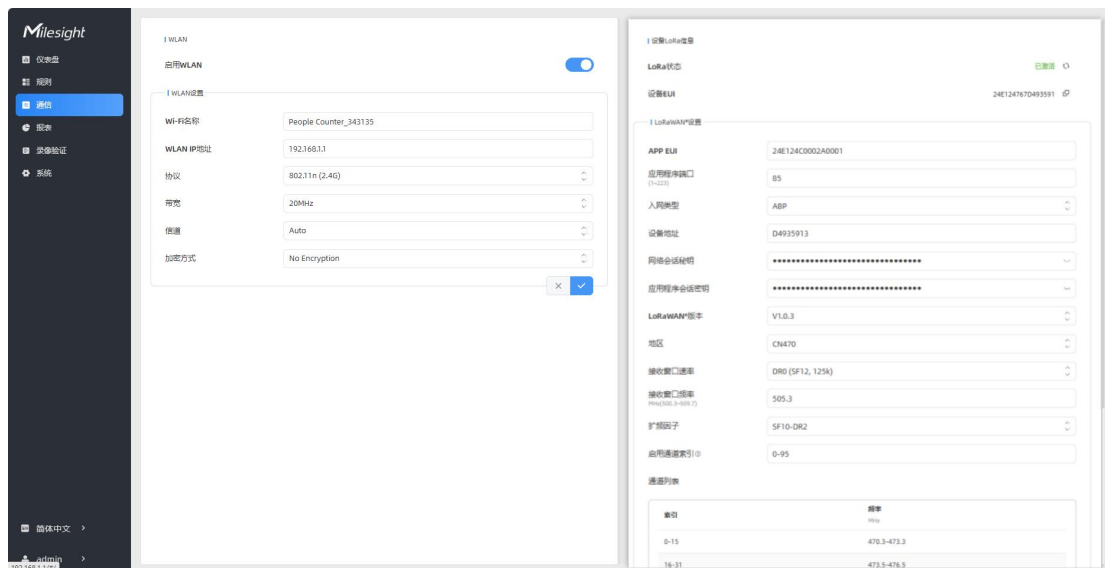 Milesight
仪表盘
规则
通信
报表
录像验证
系统
简体中文
admin
192.168.1.1/#/
WLAN
启用WLAN
WLAN设置
Wi-Fi名称 People Counter_343135
WLAN IP地址 192.168.1.1
协议 802.11n (2.4G)
带宽 20MHz
信道 Auto
加密方式 No Encryption
设备LoRa信息
LoRa状态 已激活
设备EUI 24E124767D493591
LoRaWAN®设置
APP EUI 24E124C0002A0001
应用程序端口 85
(1~223)
入网类型 ABP
设备地址 D4935913
网络会话秘钥 ********************************
应用程序会话密钥 ********************************
LoRaWAN®版本 V1.0.3
地区 CN470
接收窗口速率 DR0 (SF12, 125k)
接收窗口频率 505.3
MHz(500.3~509.7)
扩频因子 SF10-DR2
启用通道索引 0-95
通道列表
索引 频率
MHz
0-15 470.3-473.3
16-31 473.5-476.5